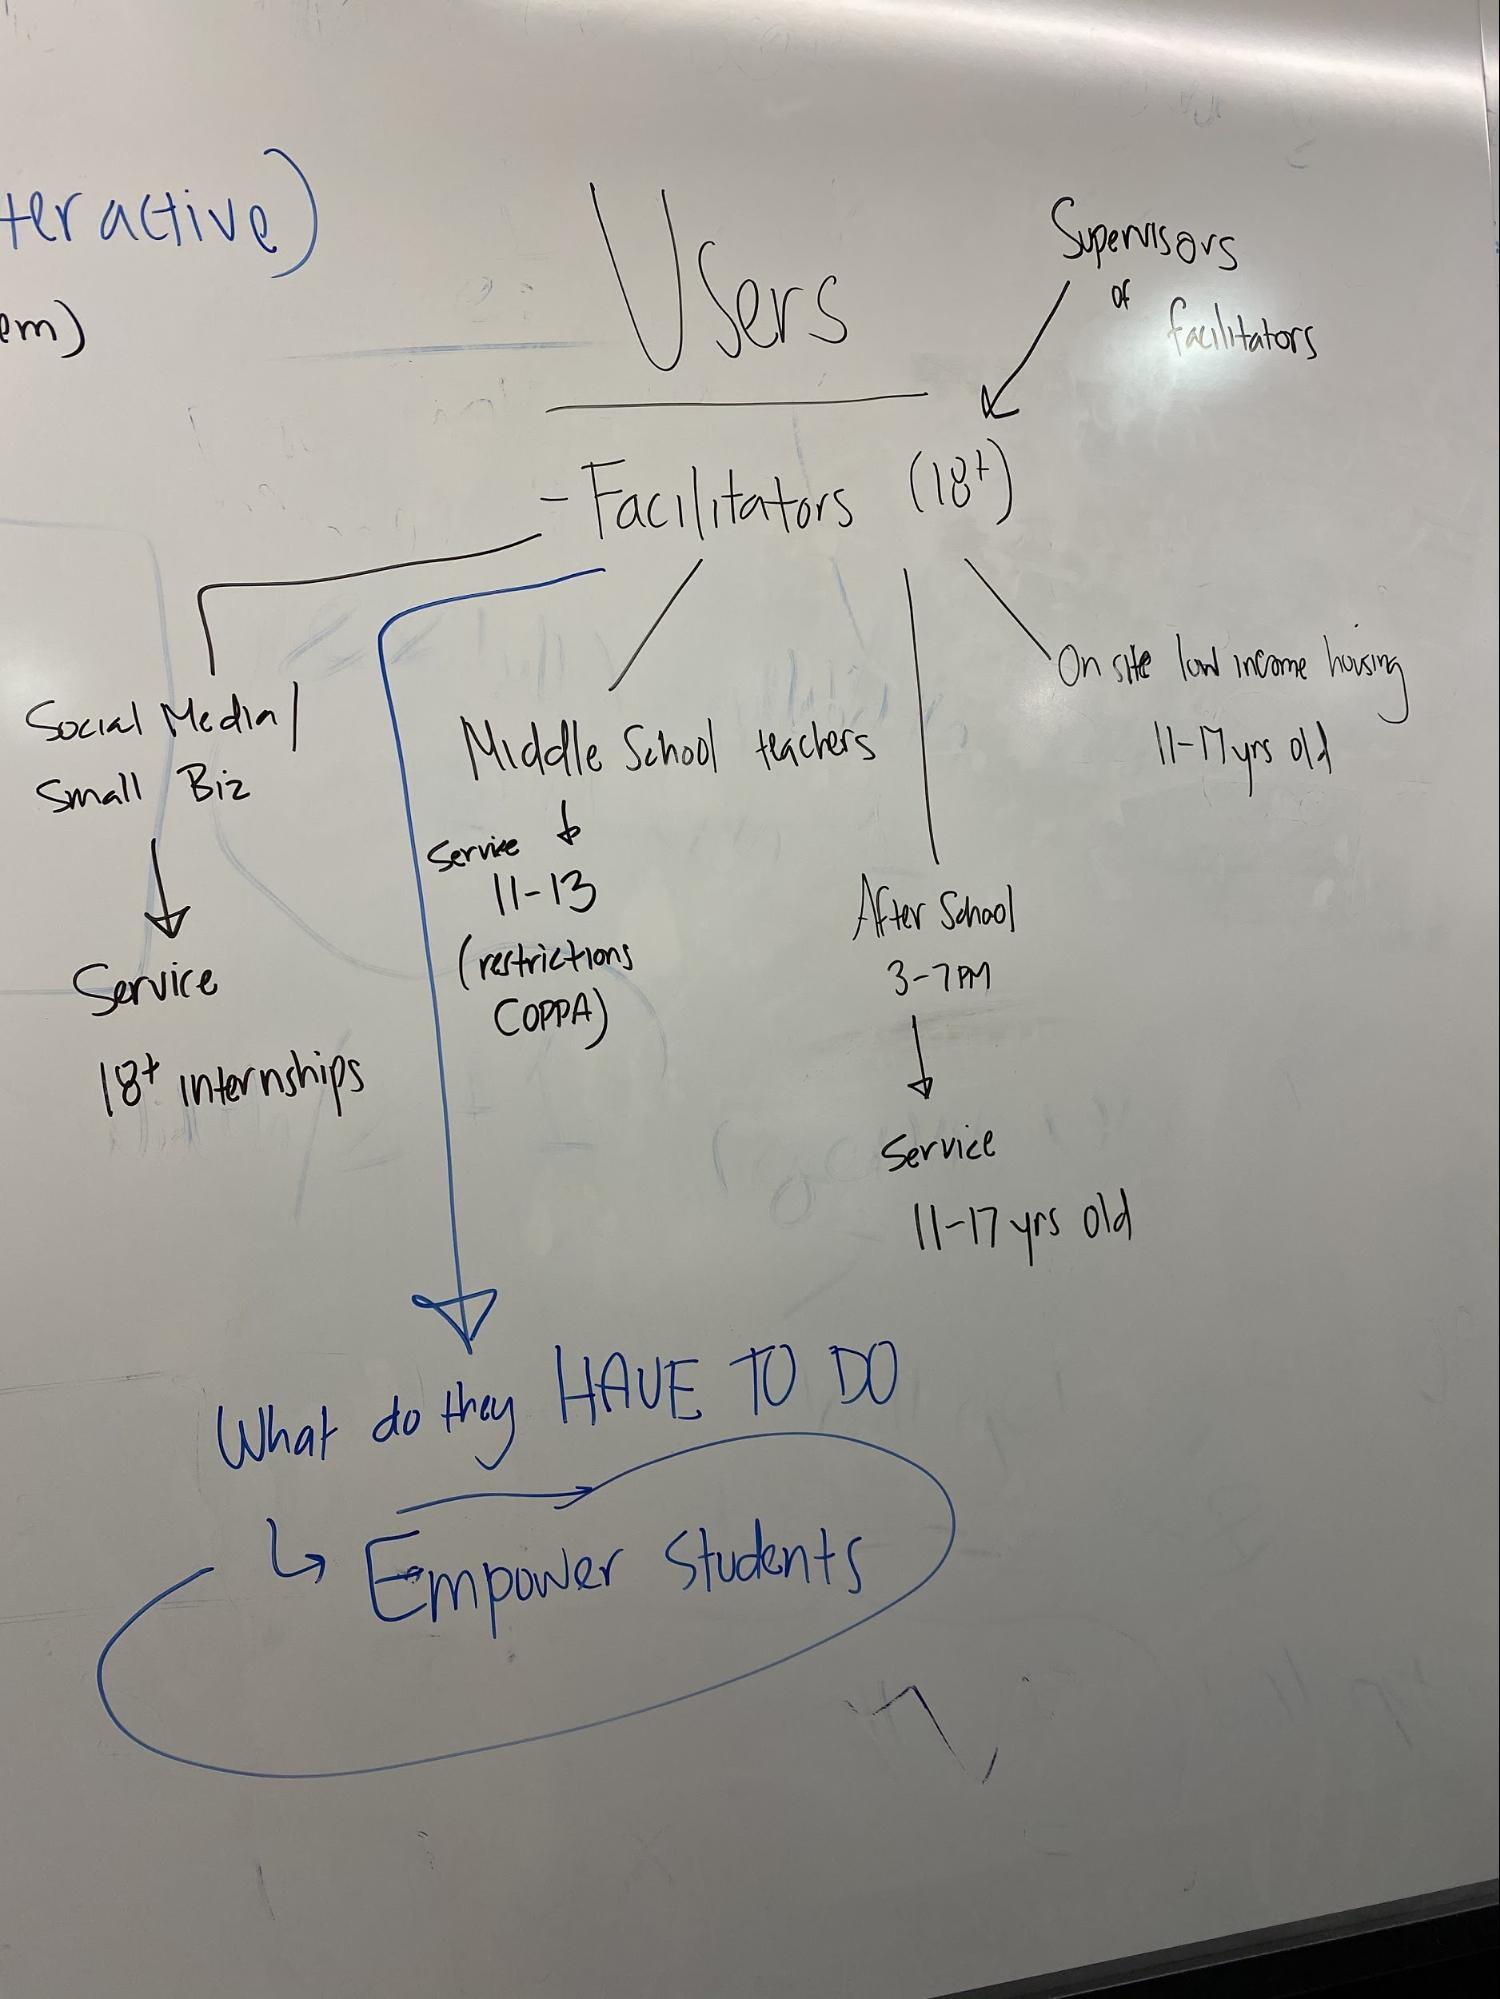 teractive)
em)
Users
Supervisors
of
facilitators
- Facilitators (18+)
Social Media/
Small Biz
Service
18+ internships
Middle School teachers
Service
11-13
(restrictions
COPPA)
After School
3-7PM
Service
11-17 yrs old
On site low income housing
11-17 yrs old
What do they HAVE TO DO
Empower Students